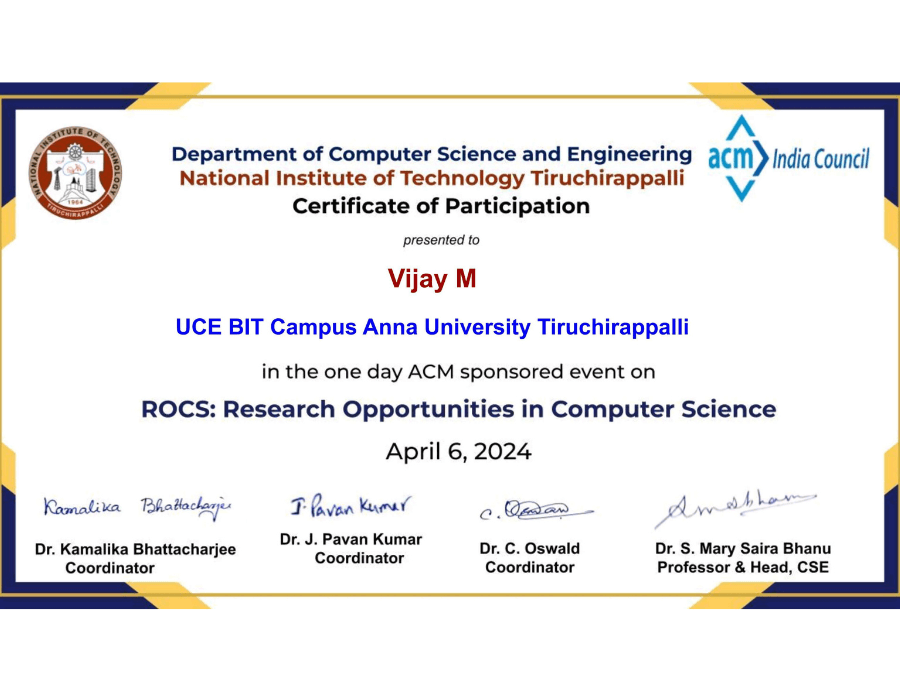 NATIONAL INSTITUTE OF TECHNOLOGY
TIRUCHIRAPPALLI
1964
acm India Council
Department of Computer Science and Engineering
National Institute of Technology Tiruchirappalli
Certificate of Participation
presented to
Vijay M
UCE BIT Campus Anna University Tiruchirappalli
in the one day ACM sponsored event on
ROCS: Research Opportunities in Computer Science
April 6, 2024
Kamalika Bhattacharjee
J. Pavan Kumar
C. Oswald
Dr. Kamalika Bhattacharjee
Coordinator
Dr. J. Pavan Kumar
Coordinator
Dr. C. Oswald
Coordinator
Dr. S. Mary Saira Bhanu
Professor & Head, CSE